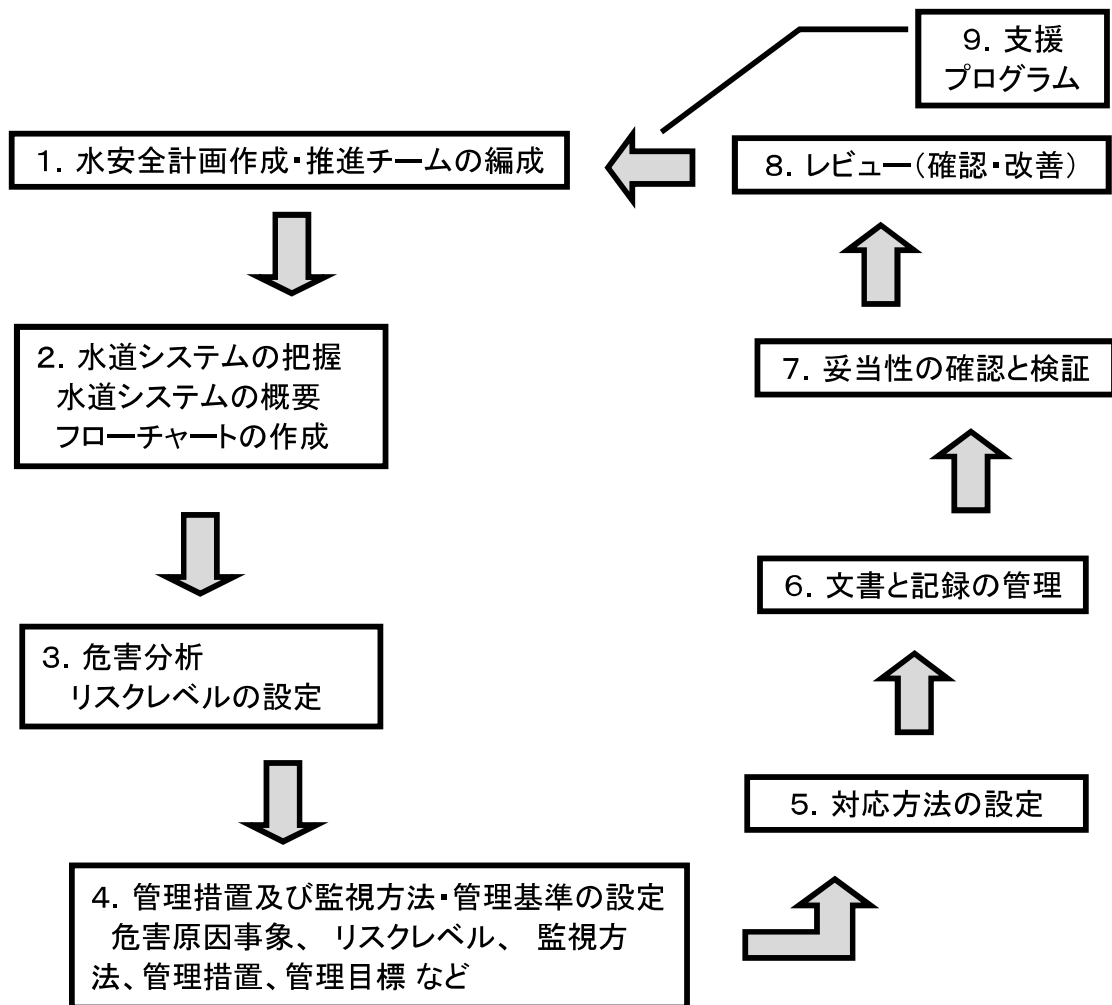 9. 支援
プログラム
1. 水安全計画作成・推進チームの編成
8. レビュー(確認・改善)
2. 水道システムの把握
水道システムの概要
フローチャートの作成
7. 妥当性の確認と検証
6. 文書と記録の管理
3. 危害分析
リスクレベルの設定
5. 対応方法の設定
4. 管理措置及び監視方法・管理基準の設定
危害原因事象、 リスクレベル、 監視方
法、管理措置、管理目標 など